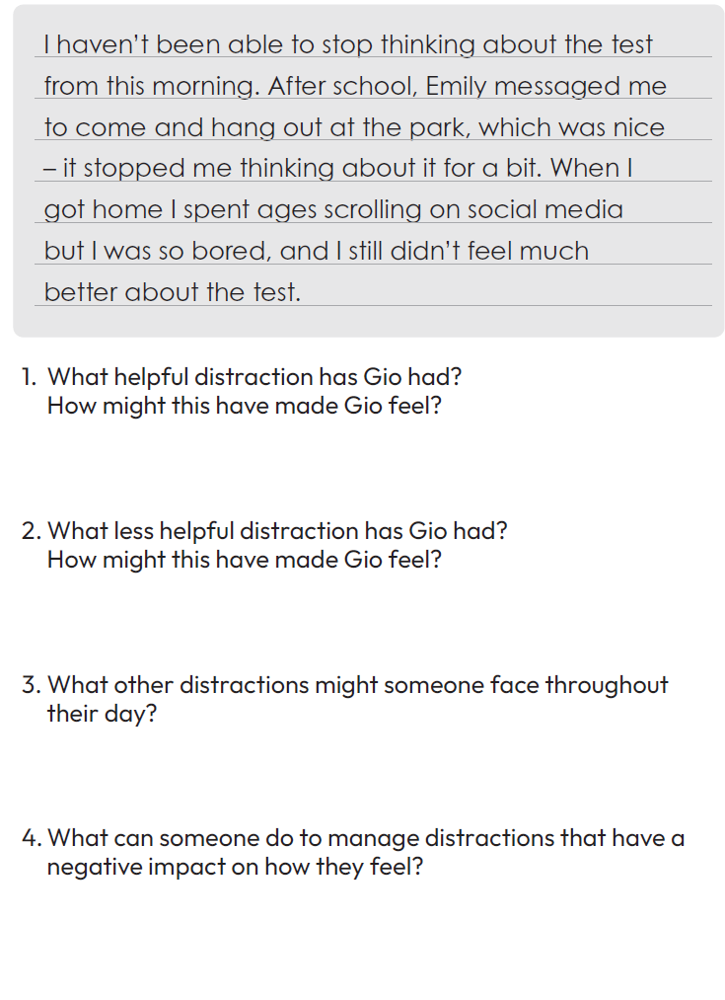 I haven’t been able to stop thinking about the test
from this morning. After school, Emily messaged me
to come and hang out at the park, which was nice
– it stopped me thinking about it for a bit. When I
got home I spent ages scrolling on social media
but I was so bored, and I still didn’t feel much
better about the test.
1. What helpful distraction has Gio had?
How might this have made Gio feel?
2. What less helpful distraction has Gio had?
How might this have made Gio feel?
3. What other distractions might someone face throughout
their day?
4. What can someone do to manage distractions that have a
negative impact on how they feel?